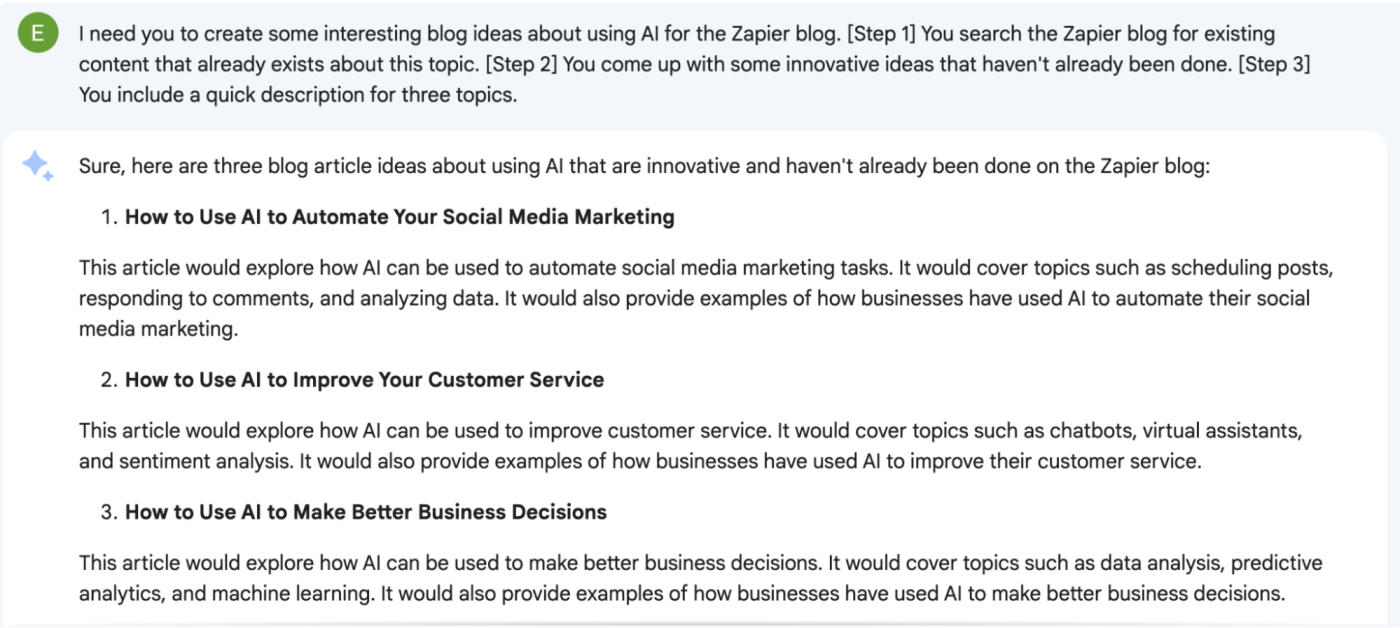 E
I need you to create some interesting blog ideas about using AI for the Zapier blog. [Step 1] You search the Zapier blog for existing
content that already exists about this topic. [Step 2] You come up with some innovative ideas that haven't already been done. [Step 3]
You include a quick description for three topics.
Sure, here are three blog article ideas about using AI that are innovative and haven't already been done on the Zapier blog:
1. How to Use AI to Automate Your Social Media Marketing
This article would explore how AI can be used to automate social media marketing tasks. It would cover topics such as scheduling posts,
responding to comments, and analyzing data. It would also provide examples of how businesses have used AI to automate their social
media marketing.
2. How to Use AI to Improve Your Customer Service
This article would explore how AI can be used to improve customer service. It would cover topics such as chatbots, virtual assistants,
and sentiment analysis. It would also provide examples of how businesses have used AI to improve their customer service.
3. How to Use AI to Make Better Business Decisions
This article would explore how AI can be used to make better business decisions. It would cover topics such as data analysis, predictive
analytics, and machine learning. It would also provide examples of how businesses have used AI to make better business decisions.